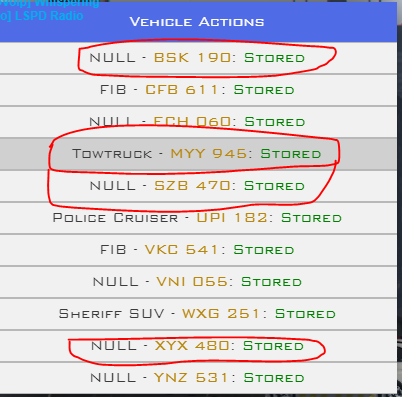 Whispering
o] LSPD Radio
Vehicle Actions
NULL - BSK 190: Stored
FIB - CFB 611: Stored
NULL - ECH 060: Stored
Towtruck - MYY 945: Stored
NULL - SZB 470: Stored
Police Cruiser - UPI 182: Stored
FIB - VKC 541: Stored
NULL - VNI 055: Stored
Sheriff SUV - WXG 251: Stored
NULL - XYX 480: Stored
NULL - YNZ 531: Stored